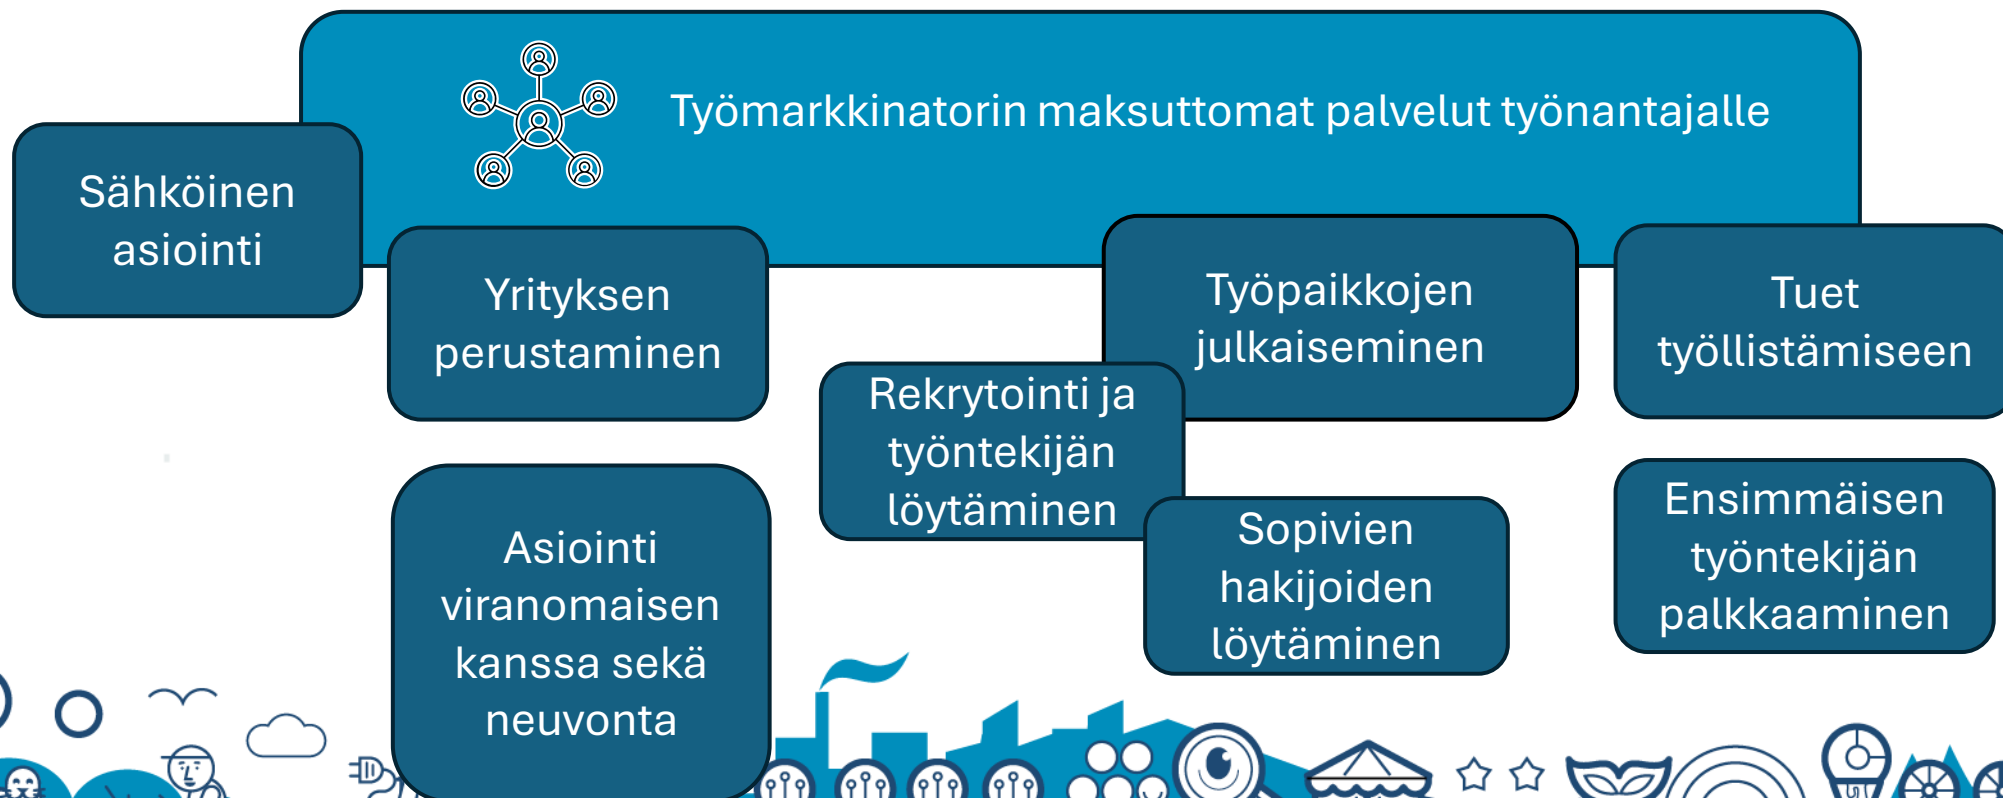 Työmarkkinatorin maksuttomat palvelut työnantajalle
Sähköinen
asiointi
Yrityksen
perustaminen
Työpaikkojen
julkaiseminen
Tuet
työllistämiseen
Rekrytointi ja
työntekijän
löytäminen
Asiointi
viranomaisen
kanssa sekä
neuvonta
Sopivien
hakijoiden
löytäminen
Ensimmäisen
työntekijän
palkkaaminen